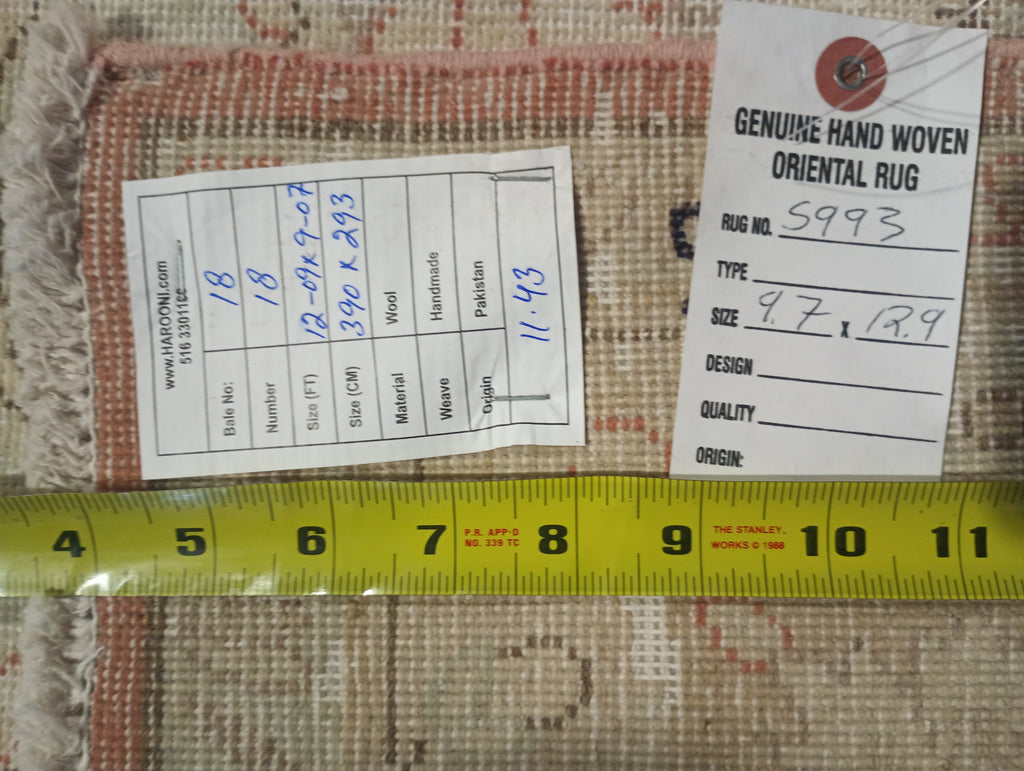 www.HAROONI.com
516 3301166
Bale No: 18
Number 18
Size (FT) 12-09x9-07
Size (CM) 390 x 293
Material Wool
Weave Handmade
Origin Pakistan
11.43
GENUINE HAND WOVEN
ORIENTAL RUG
RUG NO. 5993
TYPE
SIZE 9.7 x 12.9
DESIGN
QUALITY
ORIGIN:
4 5 6 7 P.R. APP-D 8 9 THE STANLEY. 10 11
NO. 339 TC WORKS © 1988